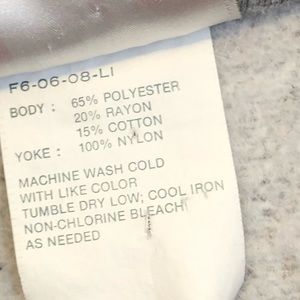 F6-06-08-LI
BODY : 65% POLYESTER
20% RAYON
15% COTTON
YOKE : 100% NYLON
MACHINE WASH COLD
WITH LIKE COLOR
TUMBLE DRY LOW; COOL IRON
NON-CHLORINE BLEACH
AS NEEDED